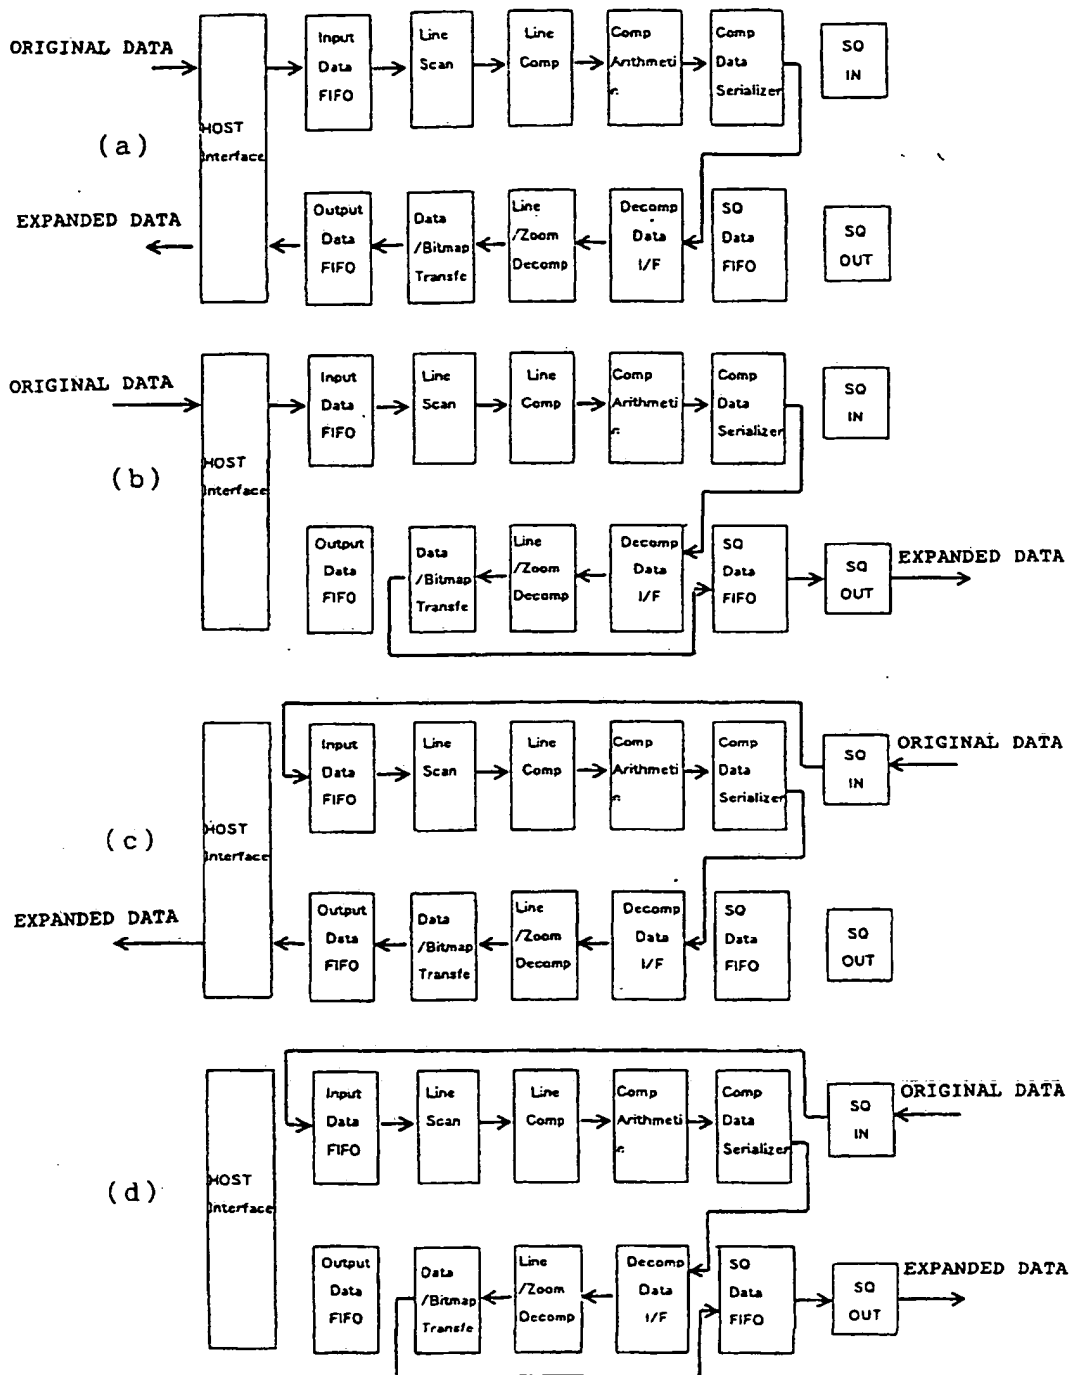 ORIGINAL DATA
(a)
EXPANDED DATA
HOST
Interface
Input
Data
FIFO
Line
Scan
Line
Comp
Comp
Arithmeti
c
Comp
Data
Serializer
SQ
IN
Output
Data
FIFO
Data
/Bitmap
Transfe
Line
/Zoom
Decomp
Decomp
Data
I/F
SQ
Data
FIFO
SQ
OUT
ORIGINAL DATA
(b)
HOST
Interface
Input
Data
FIFO
Line
Scan
Line
Comp
Comp
Arithmeti
c
Comp
Data
Serializer
SQ
IN
Output
Data
FIFO
Data
/Bitmap
Transfe
Line
/Zoom
Decomp
Decomp
Data
I/F
SQ
Data
FIFO
SQ
OUT
EXPANDED DATA
(c)
EXPANDED DATA
HOST
Interface
Input
Data
FIFO
Line
Scan
Line
Comp
Comp
Arithmeti
c
Comp
Data
Serializer
SQ
IN
ORIGINAL DATA
Output
Data
FIFO
Data
/Bitmap
Transfe
Line
/Zoom
Decomp
Decomp
Data
I/F
SQ
Data
FIFO
SQ
OUT
(d)
HOST
Interface
Input
Data
FIFO
Line
Scan
Line
Comp
Comp
Arithmeti
c
Comp
Data
Serializer
SQ
IN
ORIGINAL DATA
Output
Data
FIFO
Data
/Bitmap
Transfe
Line
/Zoom
Decomp
Decomp
Data
I/F
SQ
Data
FIFO
SQ
OUT
EXPANDED DATA